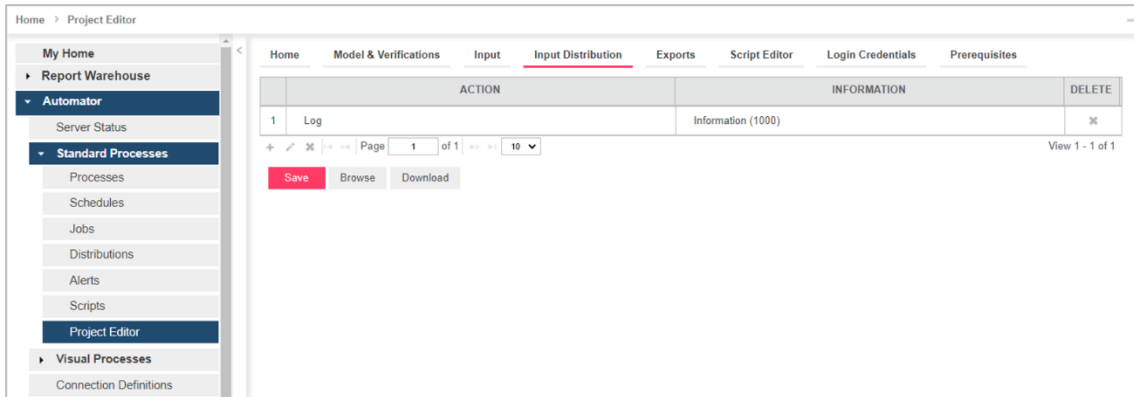 Home > Project Editor
My Home
Report Warehouse
Automator
Server Status
Standard Processes
Processes
Schedules
Jobs
Distributions
Alerts
Scripts
Project Editor
Visual Processes
Connection Definitions
Home Model & Verifications Input Input Distribution Exports Script Editor Login Credentials Prerequisites
ACTION INFORMATION DELETE
1 Log Information (1000)
Page 1 of 1 10 View 1 - 1 of 1
Save Browse Download